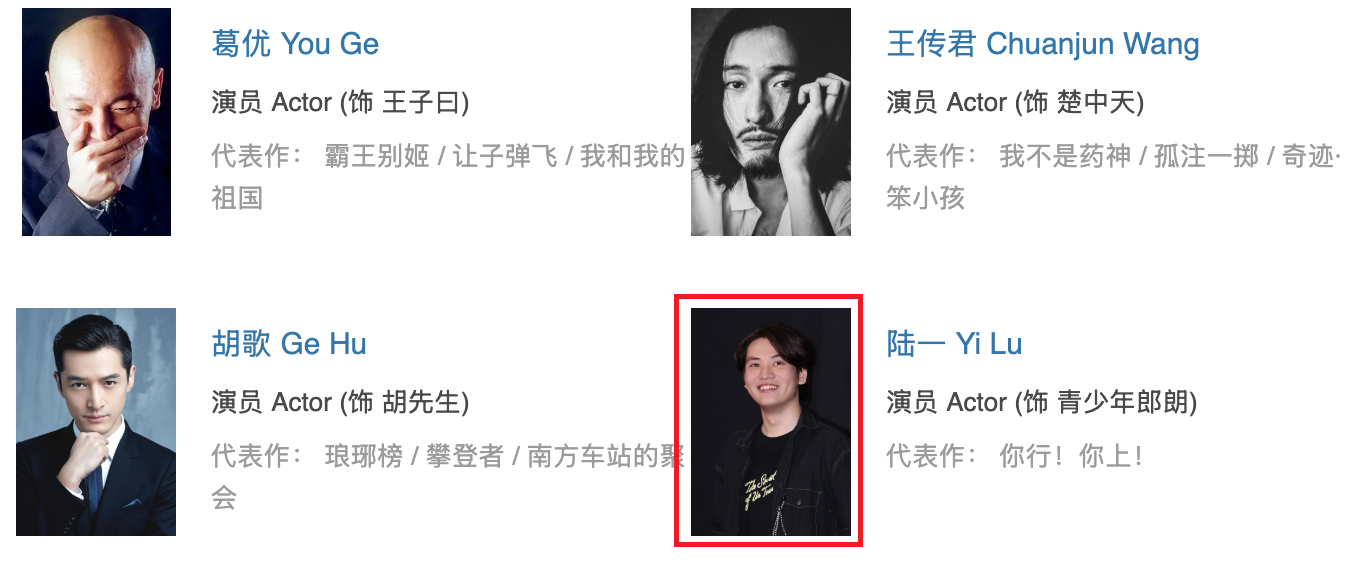 葛优 You Ge
演员 Actor (饰 王子曰)
代表作： 霸王别姬 / 让子弹飞 / 我和我的
祖国
王传君 Chuanjun Wang
演员 Actor (饰 楚中天)
代表作： 我不是药神 / 孤注一掷 / 奇迹·
笨小孩
胡歌 Ge Hu
演员 Actor (饰 胡先生)
代表作： 琅琊榜 / 攀登者 / 南方车站的聚
会
陆一 Yi Lu
演员 Actor (饰 青少年郎朗)
代表作： 你行！你上！